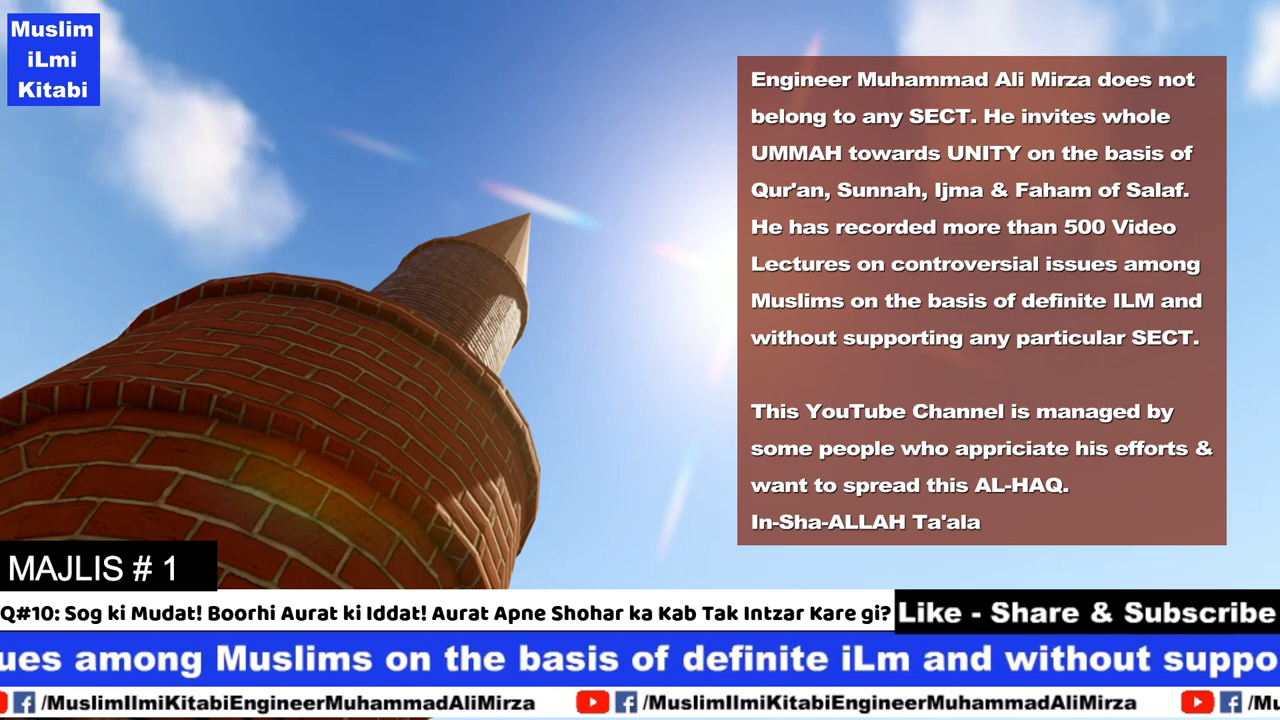 Muslim
iLmi
Kitabi
Engineer Muhammad Ali Mirza does not
belong to any SECT. He invites whole
UMMAH towards UNITY on the basis of
Qur'an, Sunnah, Ijma & Faham of Salaf.
He has recorded more than 500 Video
Lectures on controversial issues among
Muslims on the basis of definite ILM and
without supporting any particular SECT.
This YouTube Channel is managed by
some people who appriciate his efforts &
want to spread this AL-HAQ.
In-Sha-ALLAH Ta'ala
MAJLIS # 1
Q#10: Sog ki Mudat! Boorhi Aurat ki Iddat! Aurat Apne Shohar ka Kab Tak Intzar Kare gi?
Like - Share & Subscribe
ues among Muslims on the basis of definite iLm and without suppo
/MuslimIlmiKitabiEngineerMuhammadAliMirza /MuslimIlmiKitabiEngineerMuhammadAliMirza /Mu